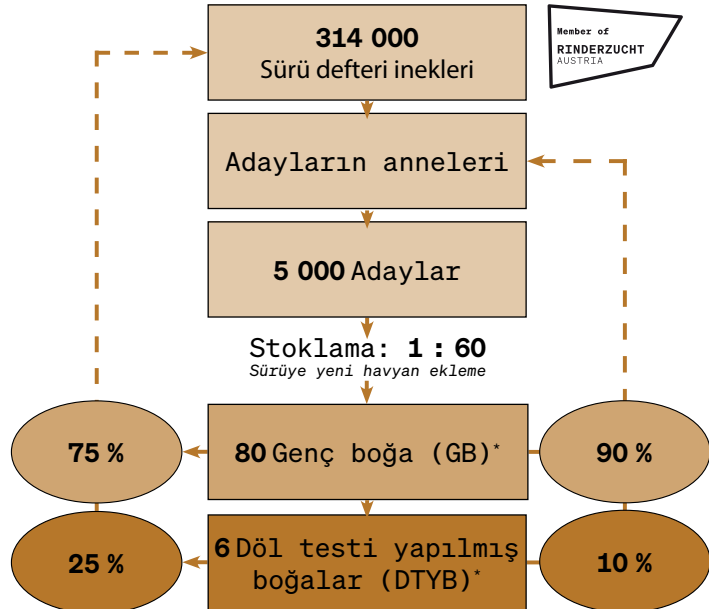 314 000
Sürü defteri inekleri
Member of
RINDERZUCHT
AUSTRIA
Adayların anneleri
5 000 Adaylar
Stoklama: 1 : 60
Sürüye yeni havyan ekleme
75 %
80 Genç boğa (GB)*
90 %
25 %
6 Döl testi yapılmış
boğalar (DTYB)*
10 %